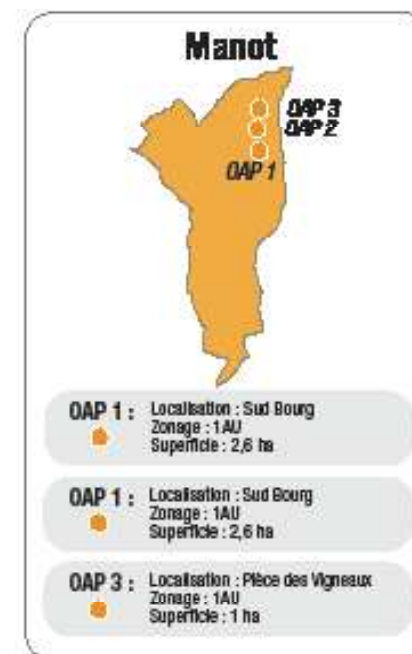 Manot
OAP 3
OAP 2
OAP 1
OAP 1 : Localisation : Sud Bourg
Zonage : 1AU
Superficie : 2,6 ha
OAP 1 : Localisation : Sud Bourg
Zonage : 1AU
Superficie : 2,6 ha
OAP 3 : Localisation : Pièce des Vigneaux
Zonage : 1AU
Superficie : 1 ha